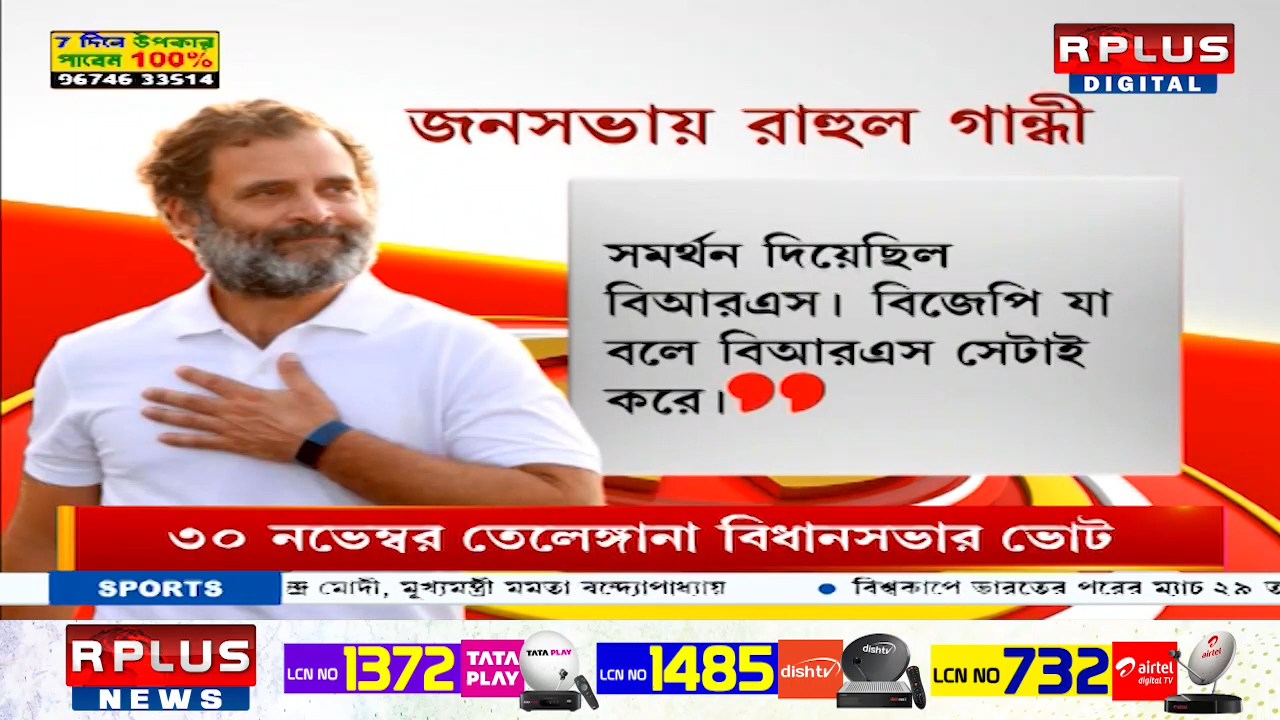 7 দিনে উপকার
পাবেন 100%
96746 33514
RPLUS
DIGITAL
জনসভায় রাহুল গান্ধী
সমর্থন দিয়েছিল
বিআরএস। বিজেপি যা
বলে বিআরএস সেটাই
করে।”
৩০ নভেম্বর তেলেঙ্গানা বিধানসভার ভোট
SPORTS
ন্দ্র মোদী, মুখ্যমন্ত্রী মমতা বন্দ্যোপাধ্যায় ● বিশ্বকাপে ভারতের পরের ম্যাচ ২৯
RPLUS
NEWS
LCN NO 1372 TATA PLAY TATA PLAY
LCN NO 1485 dishtv dishtv
LCN NO 732 airtel digital TV airtel